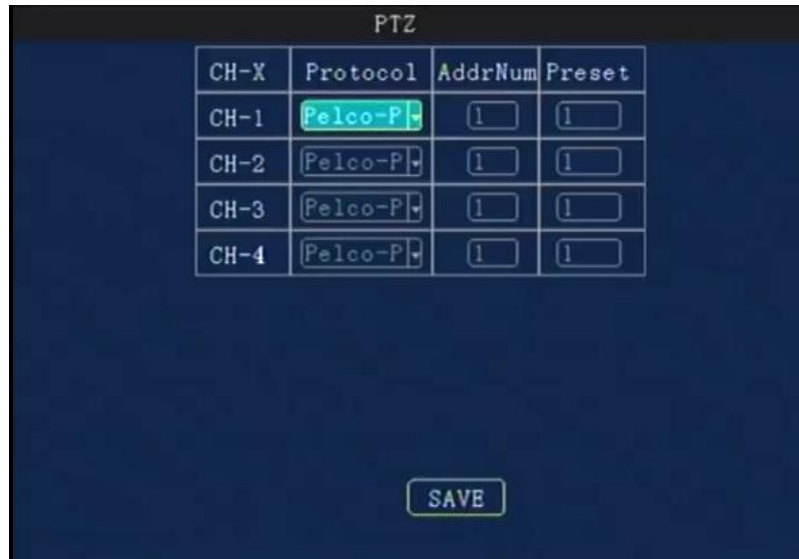 PTZ
CH-X Protocol AddrNum Preset
CH-1 Pelco-P 1 1
CH-2 Pelco-P 1 1
CH-3 Pelco-P 1 1
CH-4 Pelco-P 1 1
SAVE